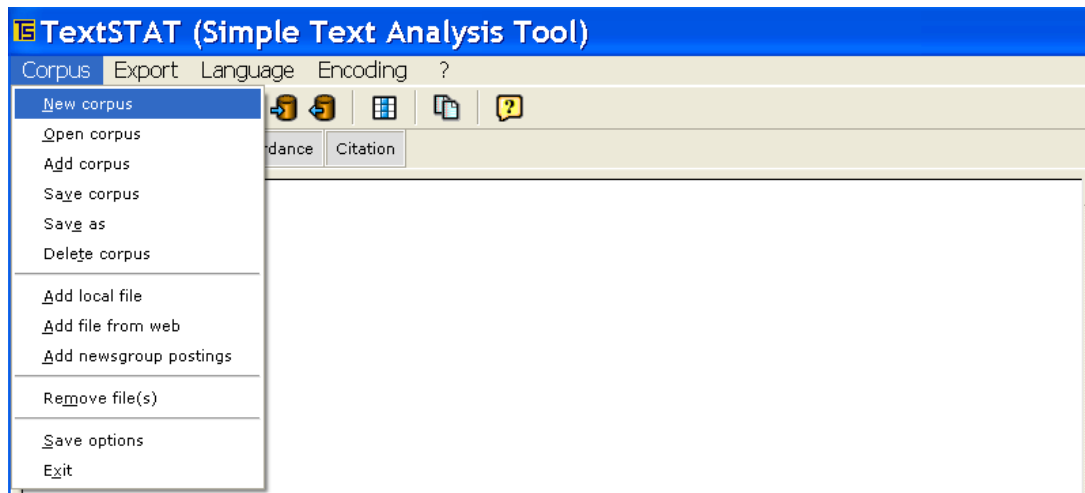 TextSTAT (Simple Text Analysis Tool)
Corpus Export Language Encoding ?
New corpus
Open corpus
Add corpus
Save corpus
Save as
Delete corpus
Add local file
Add file from web
Add newsgroup postings
Remove file(s)
Save options
Exit
Citation